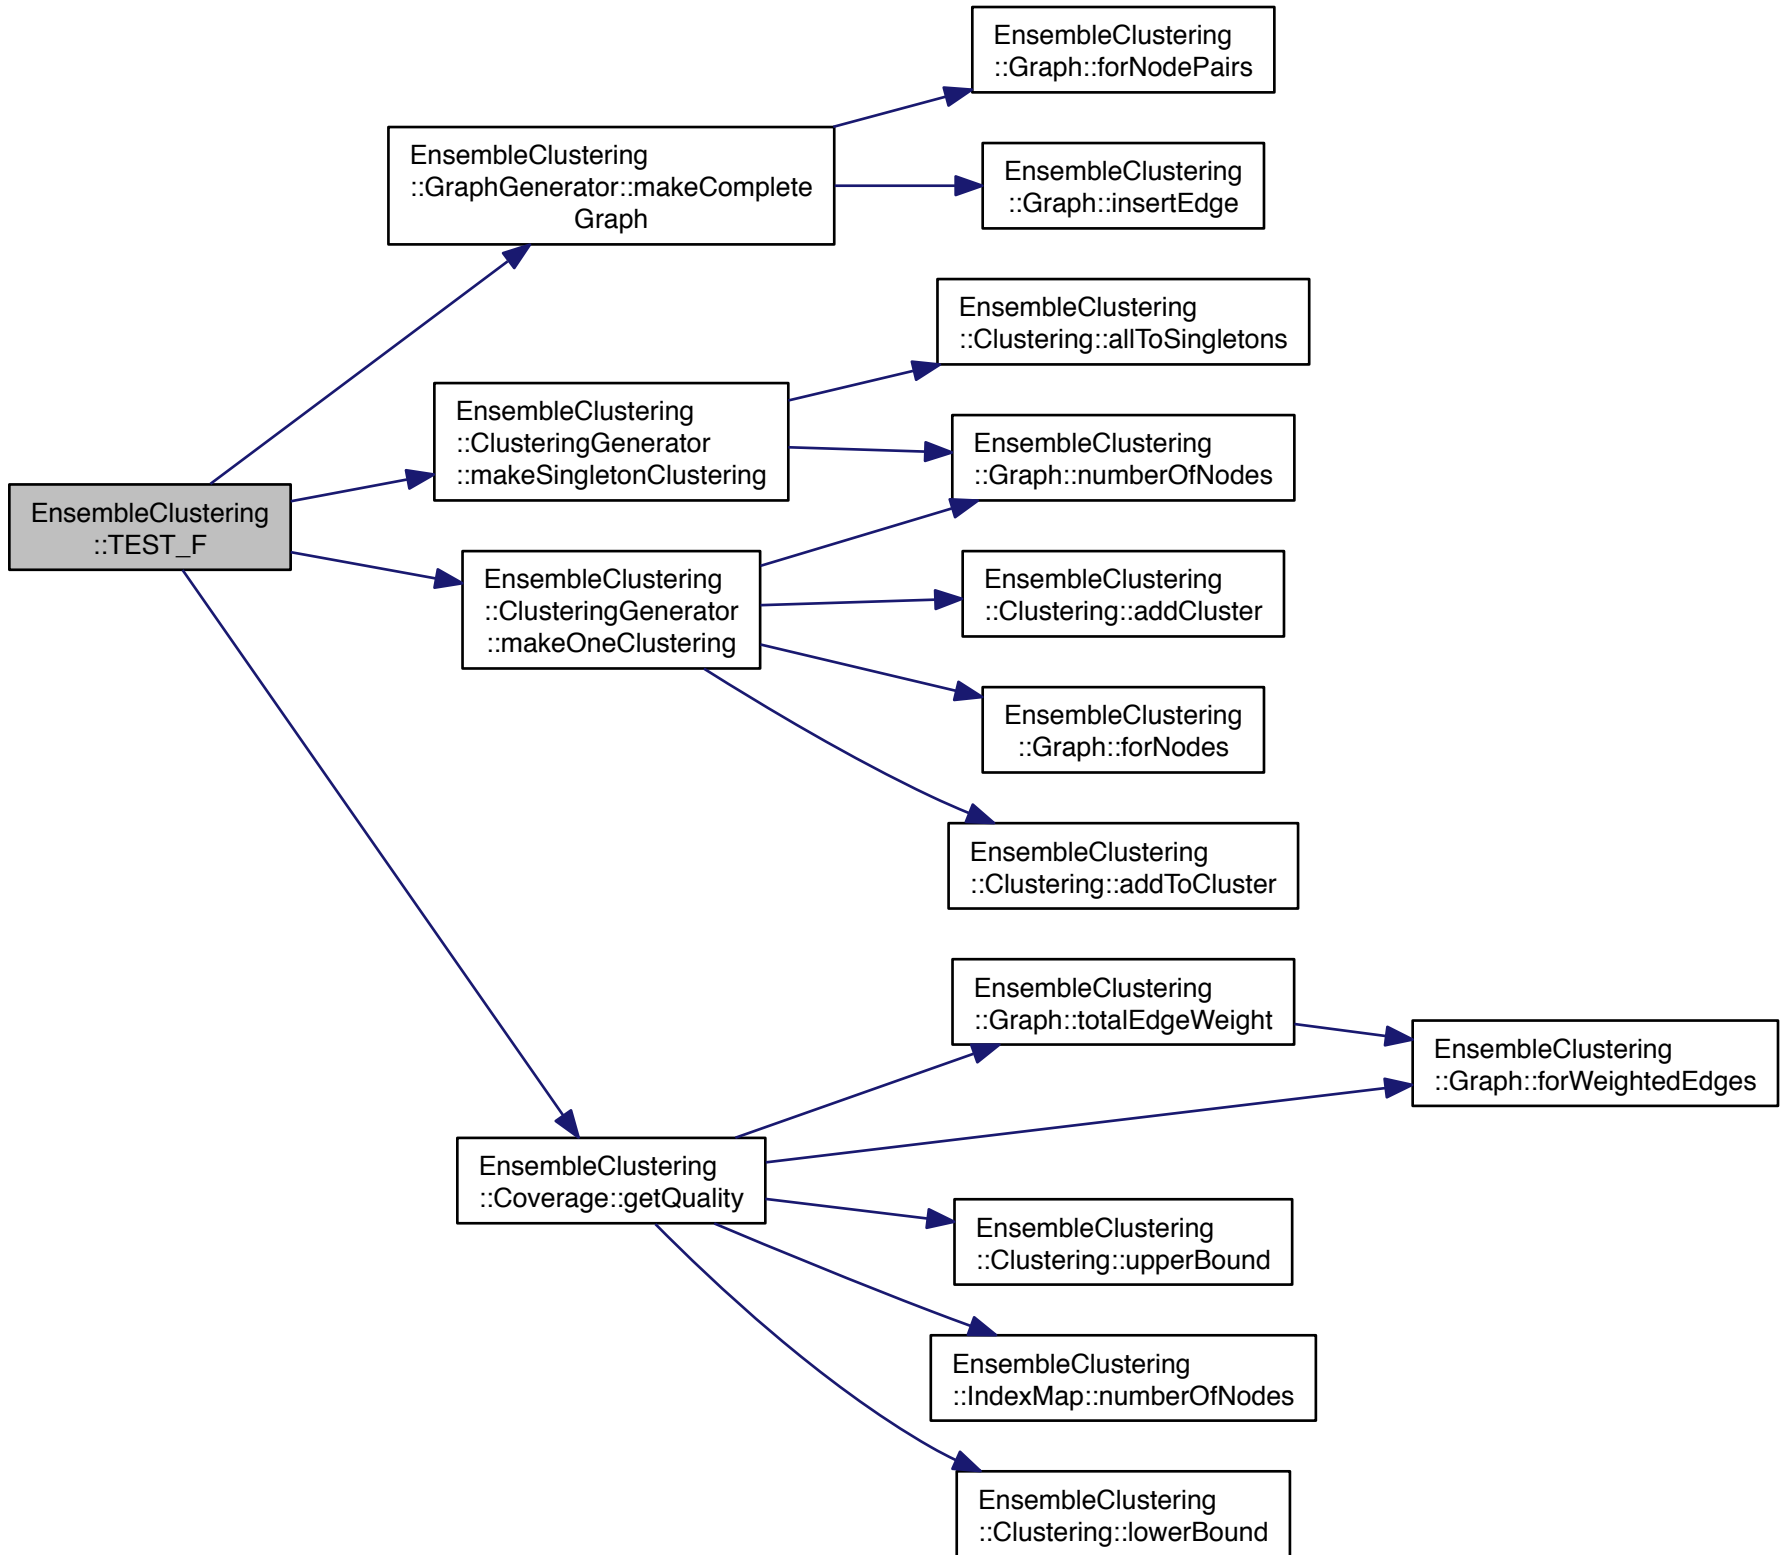 EnsembleClustering
::Graph::forNodePairs
EnsembleClustering
::GraphGenerator::makeComplete
Graph
EnsembleClustering
::Graph::insertEdge
EnsembleClustering
::Clustering::allToSingletons
EnsembleClustering
::ClusteringGenerator
::makeSingletonClustering
EnsembleClustering
::Graph::numberOfNodes
EnsembleClustering
::TEST_F
EnsembleClustering
::ClusteringGenerator
::makeOneClustering
EnsembleClustering
::Clustering::addCluster
EnsembleClustering
::Graph::forNodes
EnsembleClustering
::Clustering::addToCluster
EnsembleClustering
::Graph::totalEdgeWeight
EnsembleClustering
::Graph::forWeightedEdges
EnsembleClustering
::Coverage::getQuality
EnsembleClustering
::Clustering::upperBound
EnsembleClustering
::IndexMap::numberOfNodes
EnsembleClustering
::Clustering::lowerBound